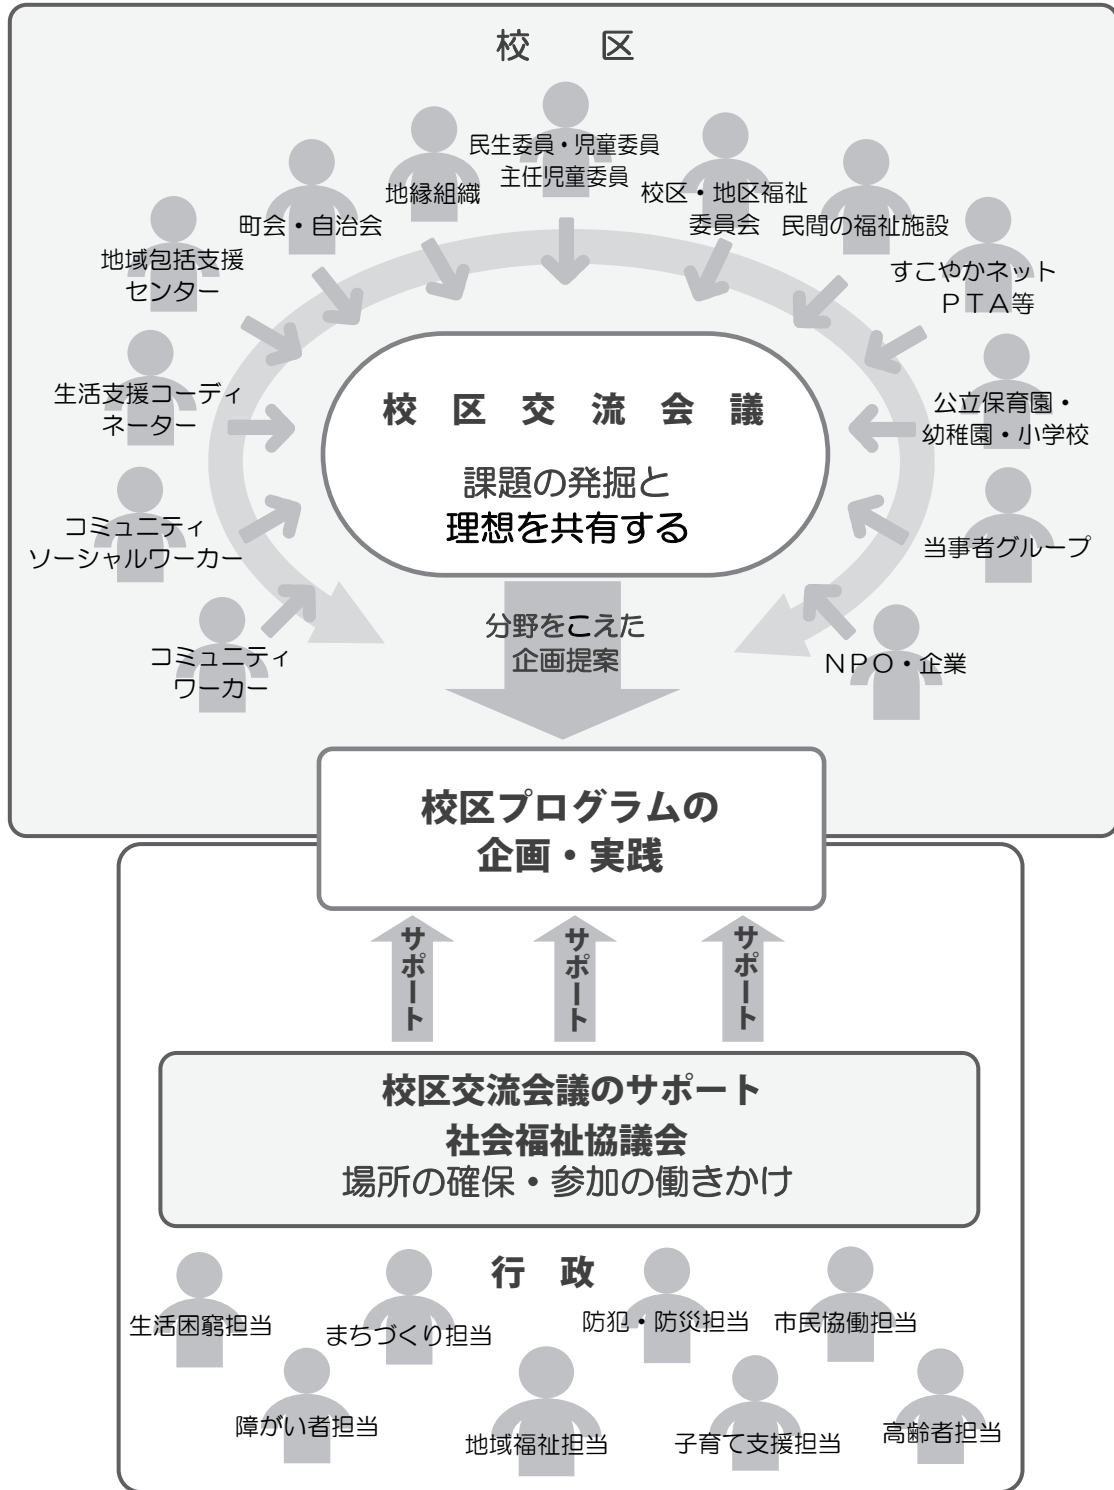 校　区
民生委員・児童委員
主任児童委員
地縁組織
校区・地区福祉
委員会
町会・自治会
民間の福祉施設
地域包括支援
センター
すこやかネット
ＰＴＡ等
生活支援コーディ
ネーター
公立保育園・
幼稚園・小学校
コミュニティ
ソーシャルワーカー
当事者グループ
コミュニティ
ワーカー
ＮＰＯ・企業
校区交流会議
課題の発掘と
理想を共有する
分野をこえた
企画提案
校区プログラムの
企画・実践
サポート
サポート
サポート
校区交流会議のサポート
社会福祉協議会
場所の確保・参加の働きかけ
行　政
生活困窮担当
まちづくり担当
防犯・防災担当
市民協働担当
障がい者担当
地域福祉担当
子育て支援担当
高齢者担当